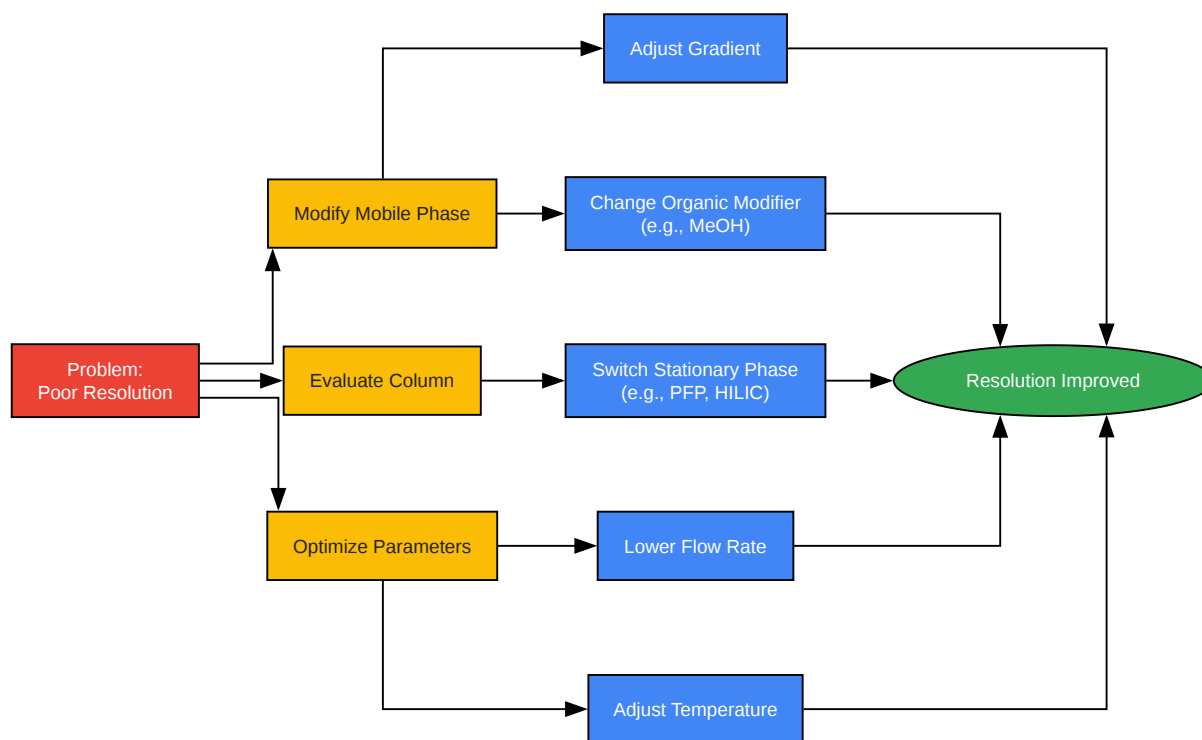 Adjust Gradient
Modify Mobile Phase
Change Organic Modifier
(e.g., MeOH)
Problem:
Poor Resolution
Evaluate Column
Switch Stationary Phase
(e.g., PFP, HILIC)
Resolution Improved
Optimize Parameters
Lower Flow Rate
Adjust Temperature